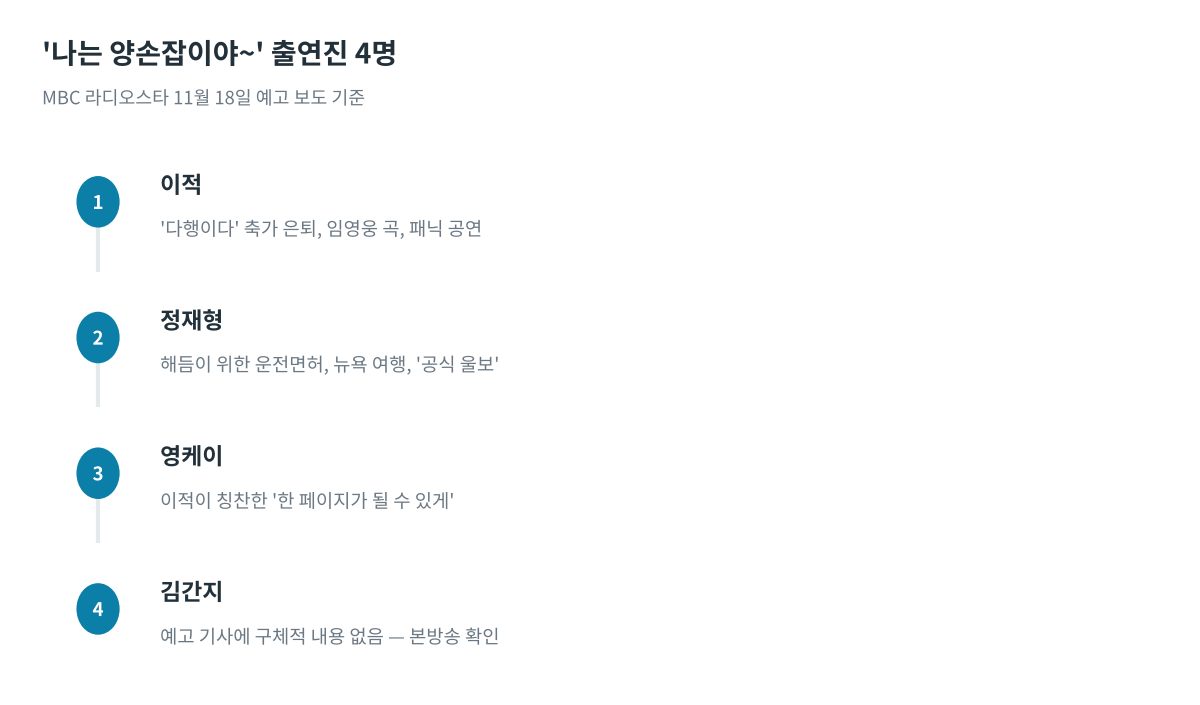 '나는 양손잡이야~' 출연진 4명
MBC 라디오스타 11월 18일 예고 보도 기준
1
이적
'다행이다' 축가 은퇴, 임영웅 곡, 패닉 공연
2
정재형
해듬이 위한 운전면허, 뉴욕 여행, '공식 울보'
3
영케이
이적이 칭찬한 '한 페이지가 될 수 있게'
4
김간지
예고 기사에 구체적 내용 없음 — 본방송 확인